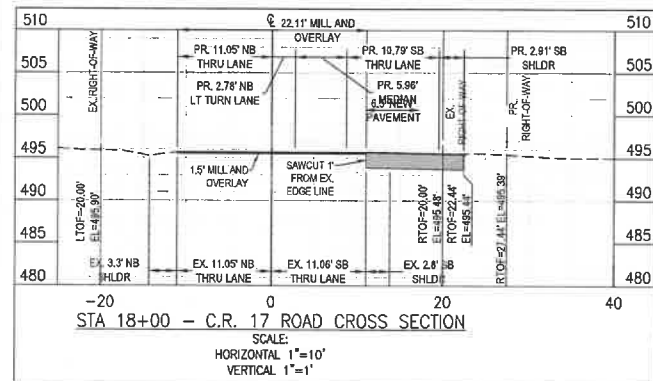 510
℄ 22.11' MILL AND
OVERLAY
510
EX. RIGHT-OF-WAY
PR. 11.05' NB
THRU LANE
PR. 10.79' SB
THRU LANE
PR. 2.91' SB
SHLDR
505
PR. 2.78' NB
LT TURN LANE
PR. 5.96'
MEDIAN
6.5' NEW
PAVEMENT
EX.
RIGHT-OF-WAY
PR.
RIGHT-OF-WAY
505
500
500
495
495
1.5' MILL AND
OVERLAY
SAWCUT 1'
FROM EX.
EDGE LINE
490
490
LTOF=-20.00'
EL=495.90'
RTOF=20.00'
EL=495.48'
RTOF=22.44'
EL=495.44'
RTOF=27.44' EL=495.39'
485
485
EX. 3.3' NB
SHLDR
EX. 11.05' NB
THRU LANE
EX. 11.06' SB
THRU LANE
EX. 2.8' SB
SHLDR
480
480
-20
0
20
40
STA 18+00 - C.R. 17 ROAD CROSS SECTION
SCALE:
HORIZONTAL 1"=10'
VERTICAL 1"=1'